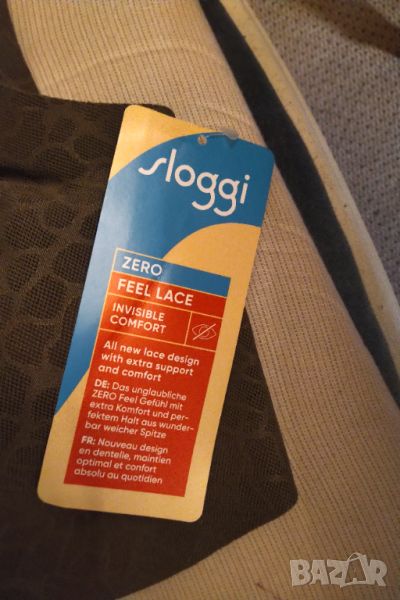 sloggi
ZERO
FEEL LACE
INVISIBLE
COMFORT
All new lace design
with extra support
and comfort
DE: Das unglaubliche
ZERO Feel Gefühl mit
extra Komfort und per-
fektem Halt aus wunder-
bar weicher Spitze
FR: Nouveau design
en dentelle, maintien
optimal et confort
absolu au quotidien
BAZAR